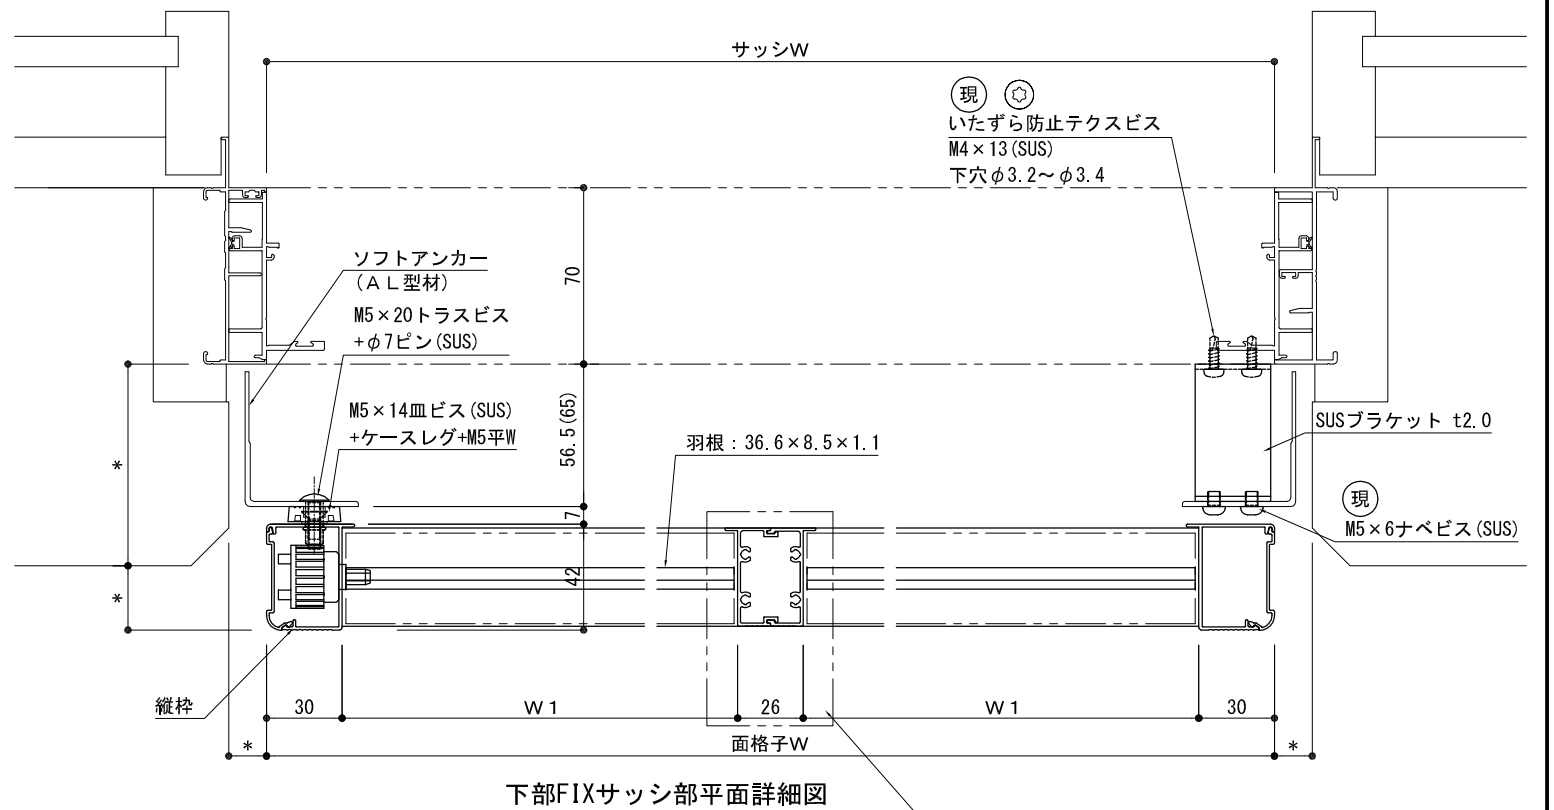 サッシW
現
いたずら防止テクスビス
M4×13(SUS)
下穴φ3.2～φ3.4
ソフトアンカー
(ＡＬ型材)
M5×20トラスビス
+φ7ピン(SUS)
70
M5×14皿ビス(SUS)
+ケースレグ+M5平W
56.5(65)
羽根：36.6×8.5×1.1
SUSブラケット t2.0
現
M5×6ナベビス(SUS)
7
42
*
*
縦枠
30
W1
26
W1
30
*
面格子W
*
下部FIXサッシ部平面詳細図